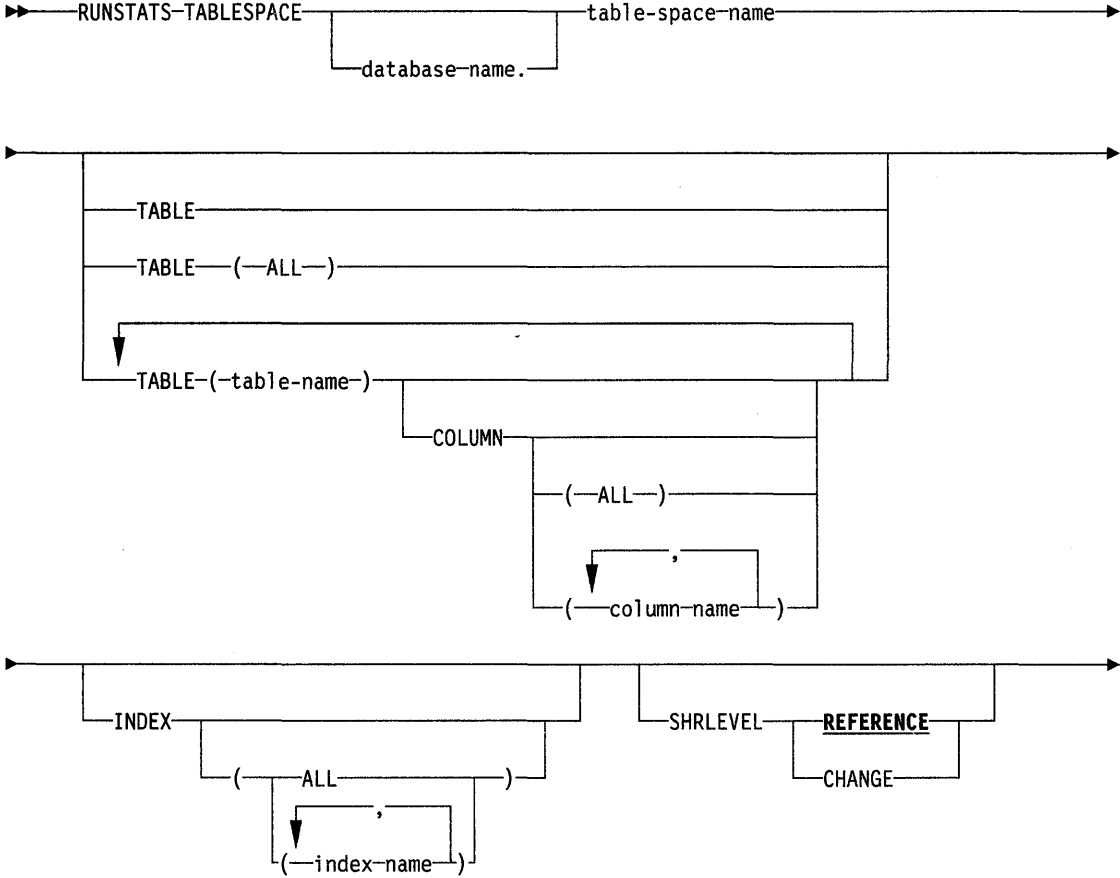 RUNSTATS TABLESPACE table-space-name
database-name.
TABLE
TABLE ( ALL )
TABLE ( table-name )
COLUMN
( ALL )
,
( column-name )
INDEX SHRLEVEL REFERENCE
( ALL ) CHANGE
,
( index-name )